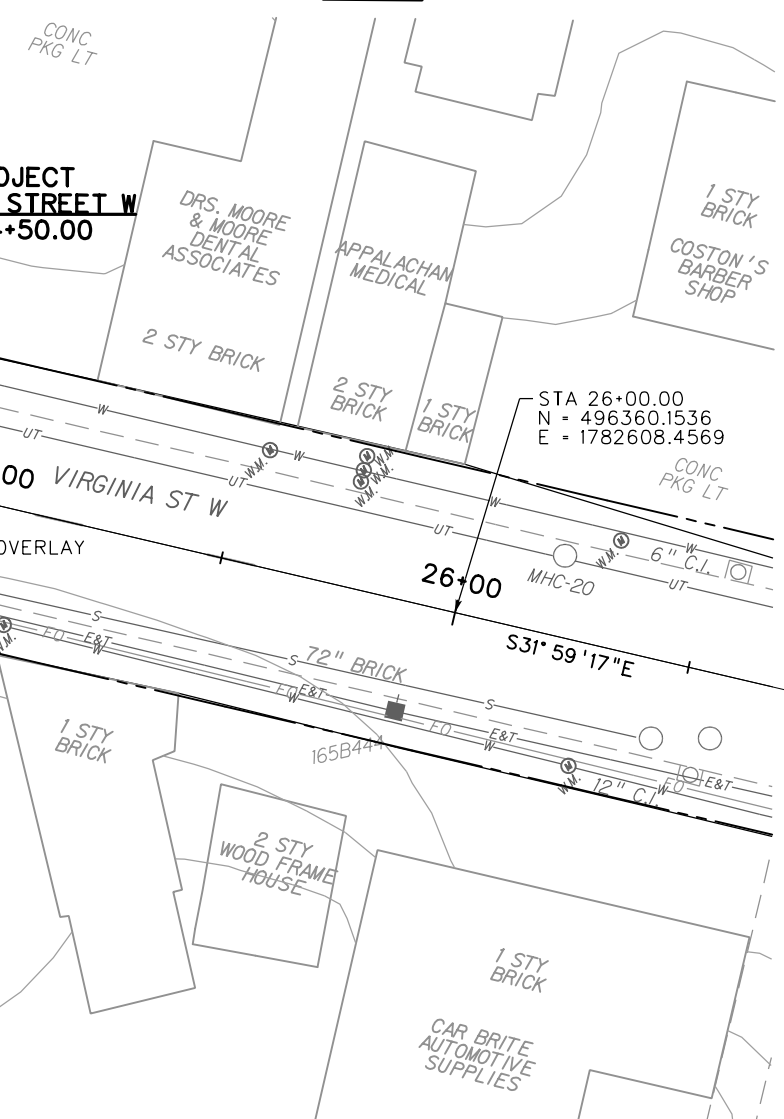 CONC
PKG LT
OJECT
STREET W
+50.00
DRS. MOORE
& MOORE
DENTAL
ASSOCIATES
2 STY BRICK
APPALACHAN
MEDICAL
2 STY
BRICK
1 STY
BRICK
1 STY
BRICK
COSTON'S
BARBER
SHOP
STA 26+00.00
N = 496360.1536
E = 1782608.4569
CONC
PKG LT
W
W
W
W
UT
UT
UT
UT
W.M.
W.M.
W.M.
W.M.
W.M.
00
VIRGINIA ST W
6" C.I.
MHC-20
OVERLAY
26+00
S31°59'17"E
S
S
S
72" BRICK
W.M.
FO
E&T
W
FO
E&T
W
FO
E&T
W
165B444
W.M.
12" C.I.
W
FO
E&T
1 STY
BRICK
2 STY
WOOD FRAME
HOUSE
1 STY
BRICK
CAR BRITE
AUTOMOTIVE
SUPPLIES